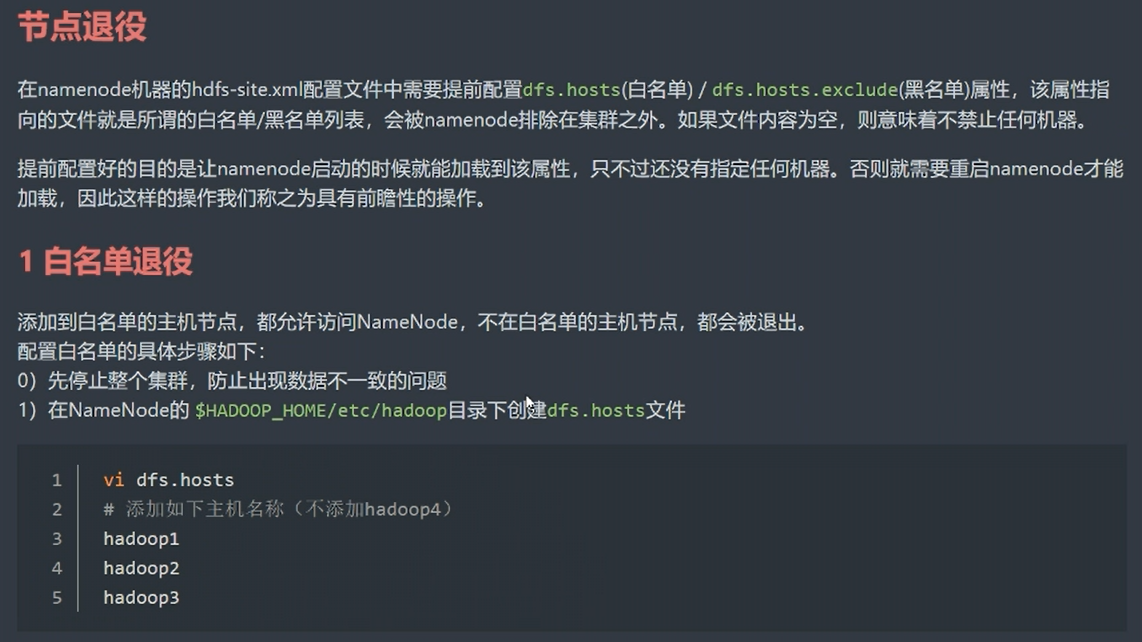 节点退役
在namenode机器的hdfs-site.xml配置文件中需要提前配置dfs.hosts(白名单) / dfs.hosts.exclude(黑名单)属性，该属性指
向的文件就是所谓的白名单/黑名单列表，会被namenode排除在集群之外。如果文件内容为空，则意味着不禁止任何机器。
提前配置好的目的是让namenode启动的时候就能加载到该属性，只不过还没有指定任何机器。否则就需要重启namenode才能
加载，因此这样的操作我们称之为具有前瞻性的操作。
1 白名单退役
添加到白名单的主机节点，都允许访问NameNode，不在白名单的主机节点，都会被退出。
配置白名单的具体步骤如下：
0）先停止整个集群，防止出现数据不一致的问题
1）在NameNode的 $HADOOP_HOME/etc/hadoop目录下创建dfs.hosts文件
1 vi dfs.hosts
2 # 添加如下主机名称（不添加hadoop4）
3 hadoop1
4 hadoop2
5 hadoop3